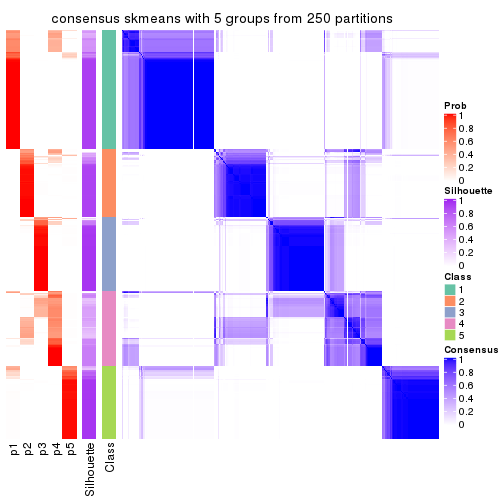 consensus skmeans with 5 groups from 250 partitions
Prob
1
0.8
0.6
0.4
0.2
0
Silhouette
1
0.8
0.6
0.4
0.2
0
Class
1
2
3
4
5
Consensus
1
0.8
0.6
0.4
0.2
0
p1
p2
p3
p4
p5
Silhouette
Class